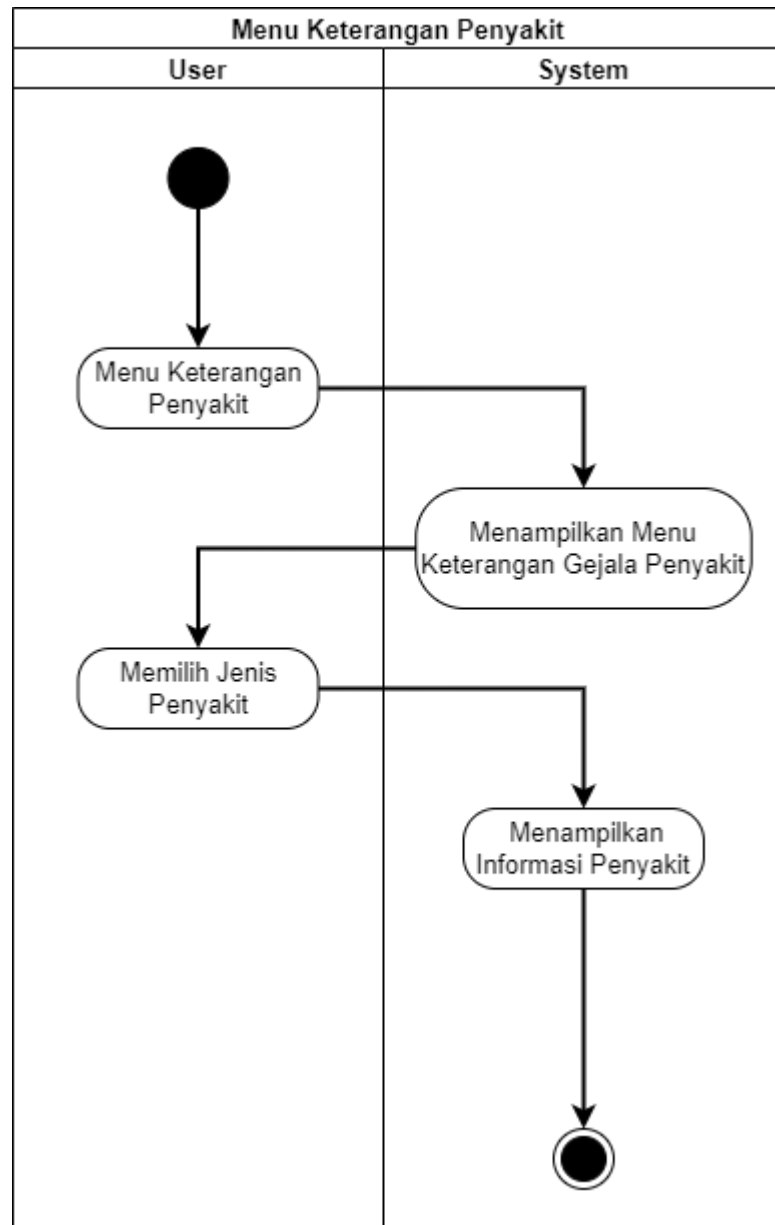 Menu Keterangan Penyakit
User
System
Menu Keterangan
Penyakit
Menampilkan Menu
Keterangan Gejala Penyakit
Memilih Jenis
Penyakit
Menampilkan
Informasi Penyakit